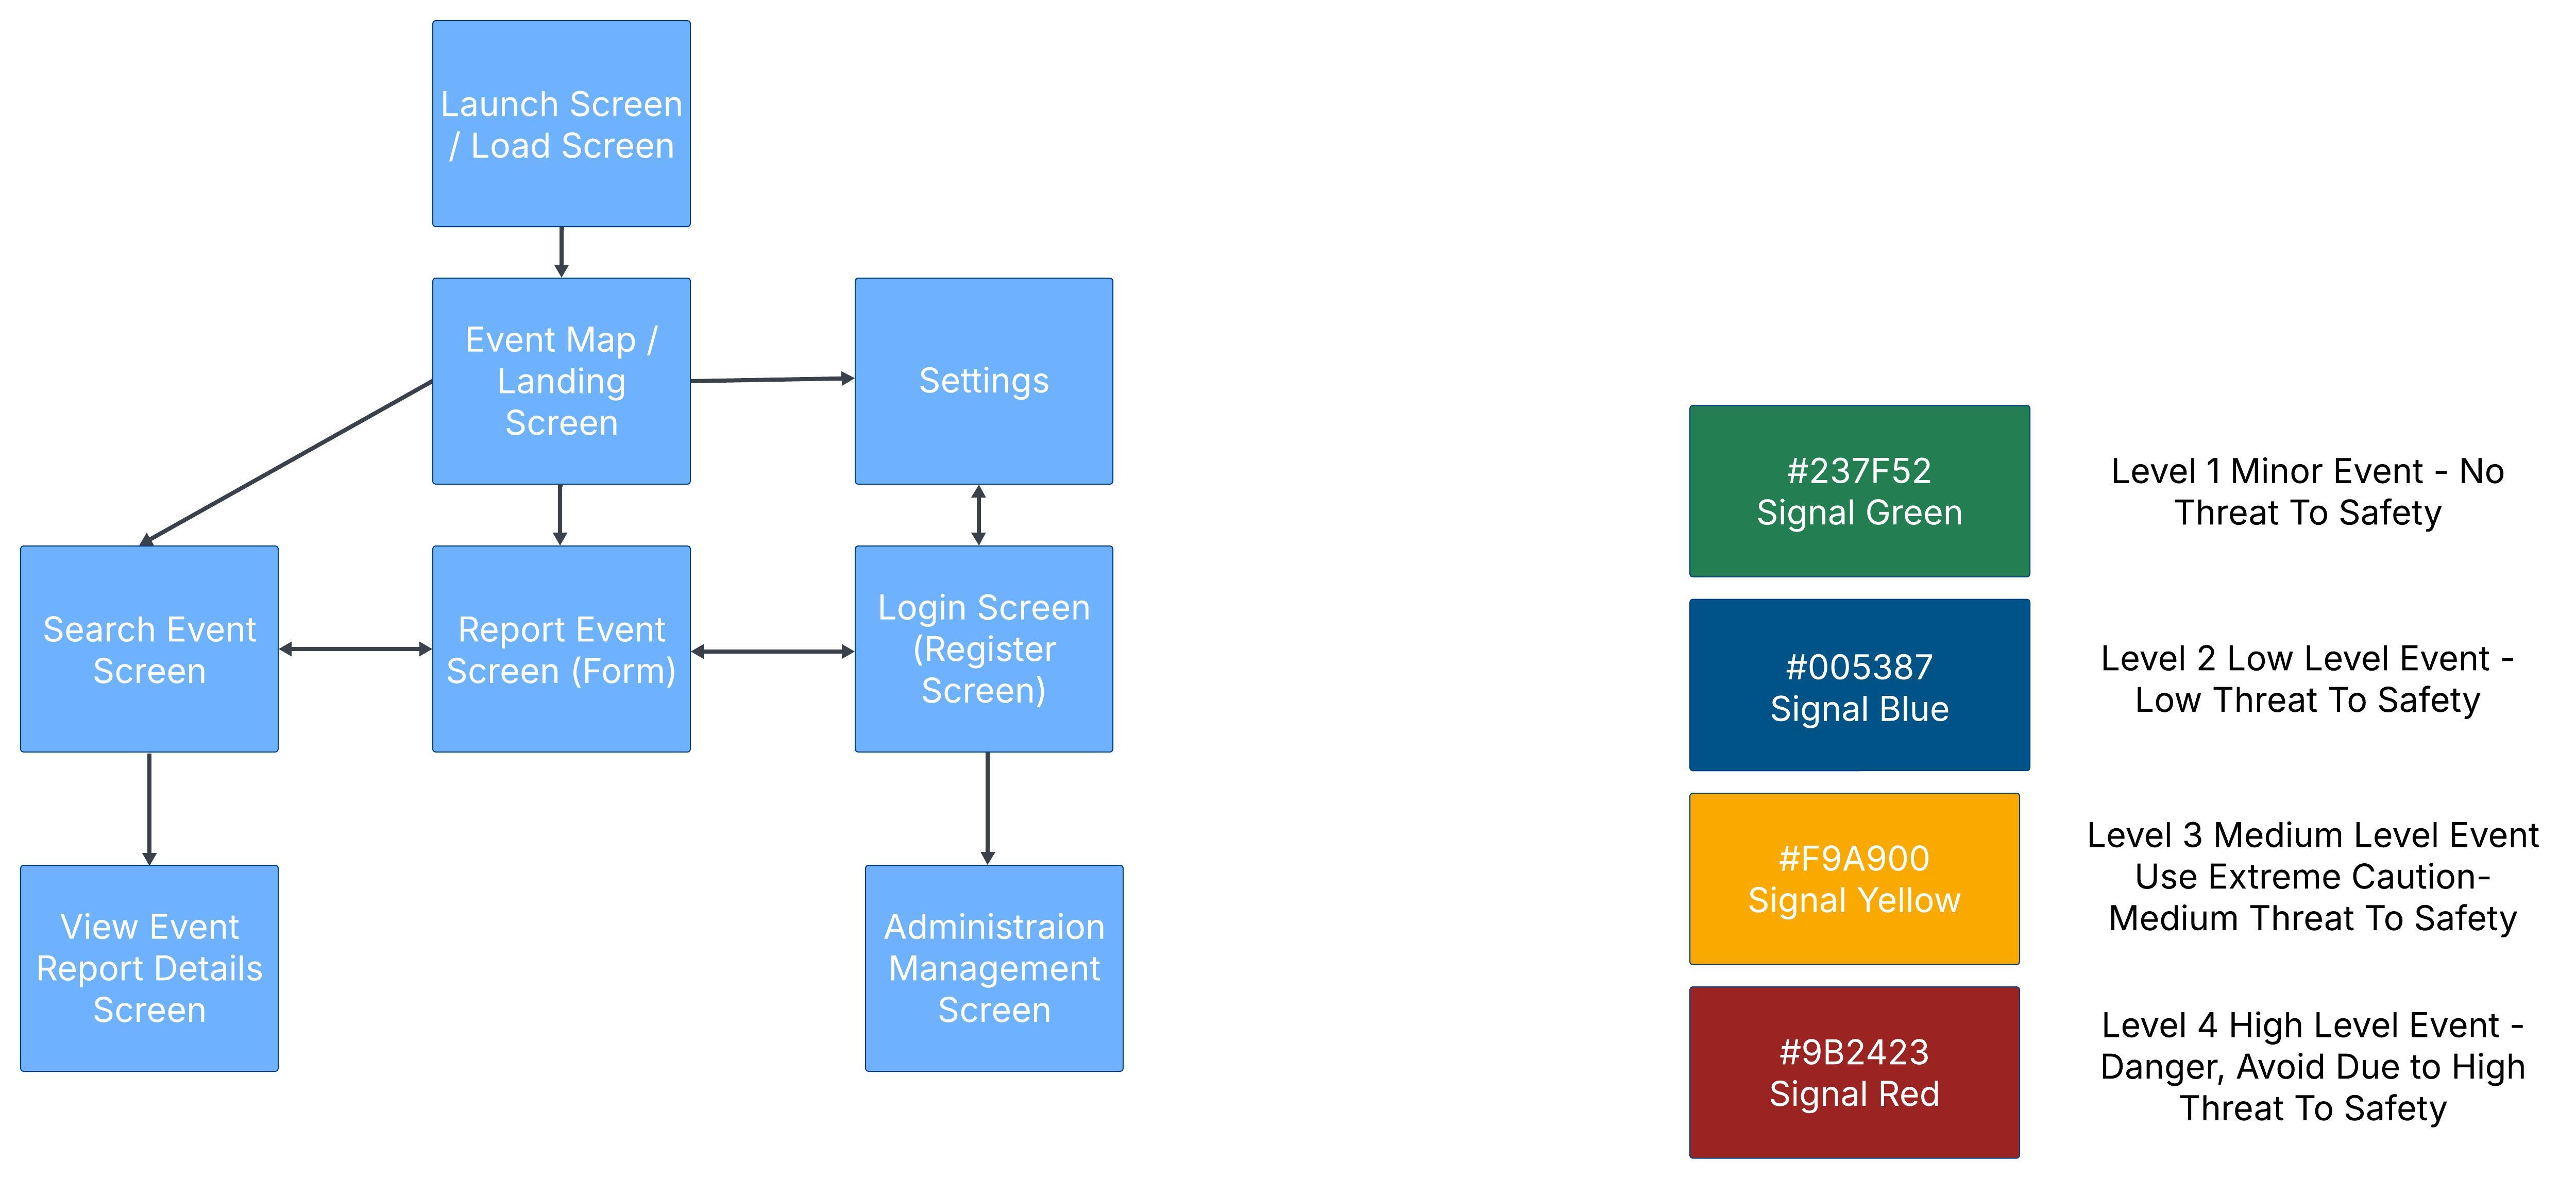 Launch Screen
/ Load Screen
Event Map /
Landing
Screen
Settings
Search Event
Screen
Report Event
Screen (Form)
Login Screen
(Register
Screen)
View Event
Report Details
Screen
Administraion
Management
Screen
#237F52
Signal Green
Level 1 Minor Event - No
Threat To Safety
#005387
Signal Blue
Level 2 Low Level Event -
Low Threat To Safety
#F9A900
Signal Yellow
Level 3 Medium Level Event
Use Extreme Caution-
Medium Threat To Safety
#9B2423
Signal Red
Level 4 High Level Event -
Danger, Avoid Due to High
Threat To Safety